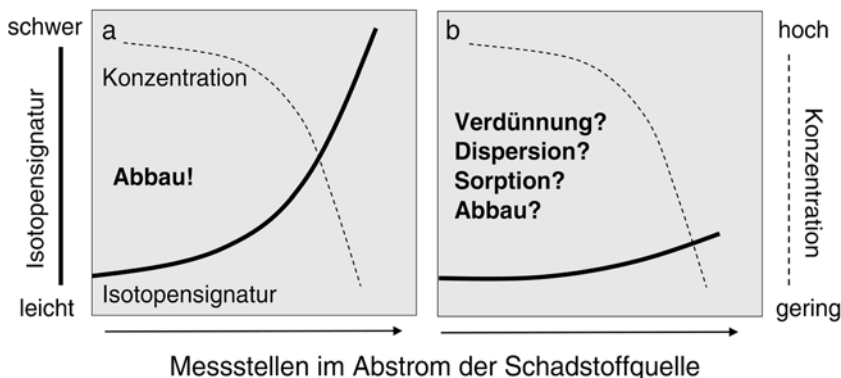 schwer
Isotopensignatur
leicht
a
Konzentration
Abbau!
Isotopensignatur
b
Verdünnung?
Dispersion?
Sorption?
Abbau?
hoch
Konzentration
gering
Messstellen im Abstrom der Schadstoffquelle